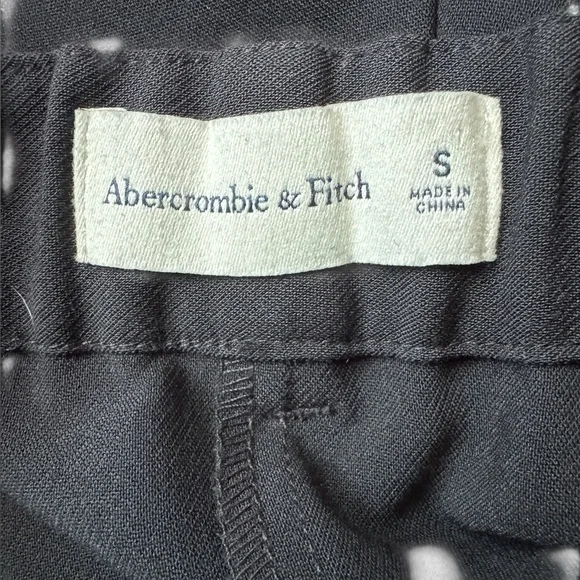 Abercrombie & Fitch
S
MADE IN
CHINA